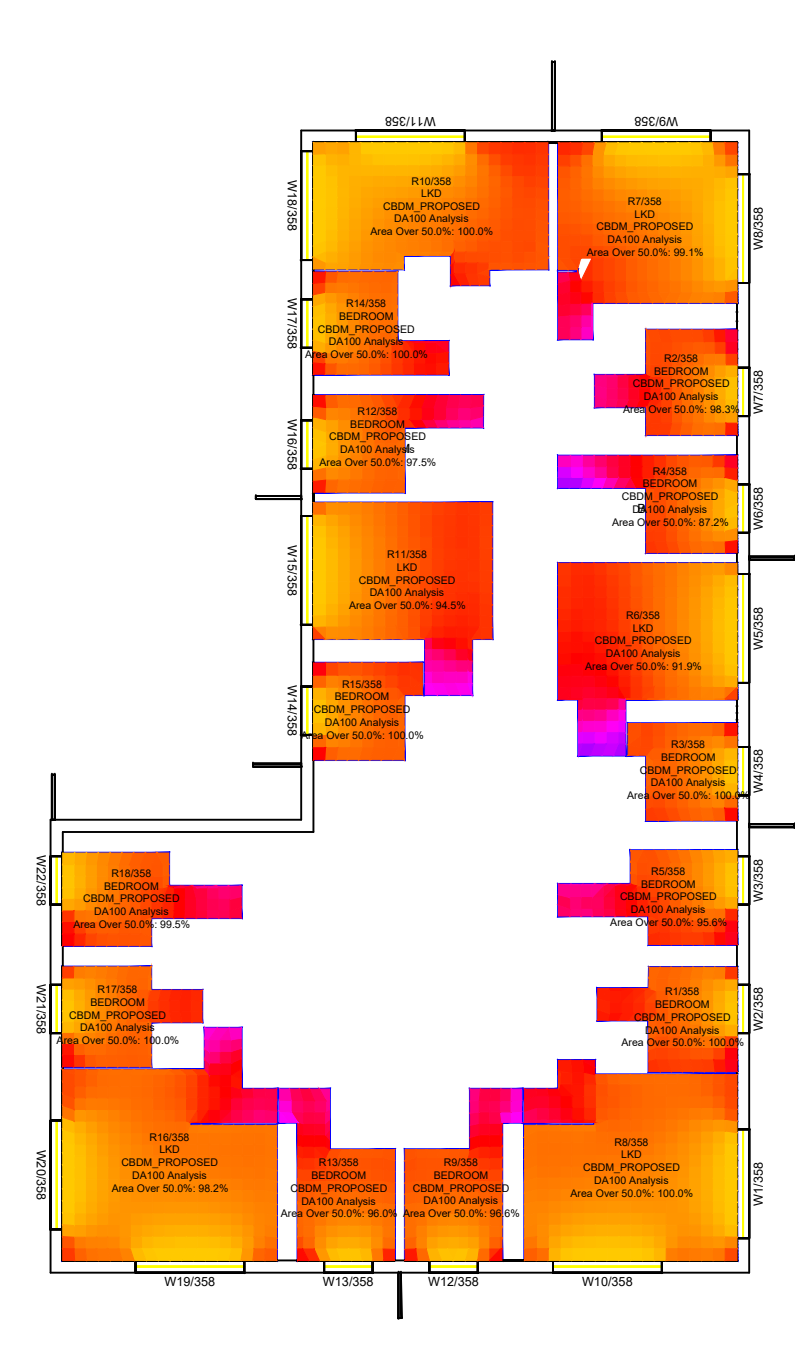 W11/358
W9/358
W18/358
R10/358
LKD
CBDM_PROPOSED
DA100 Analysis
Area Over 50.0%: 100.0%
R7/358
LKD
CBDM_PROPOSED
DA100 Analysis
Area Over 50.0%: 99.1%
W8/358
W17/358
R14/358
BEDROOM
CBDM_PROPOSED
DA100 Analysis
Area Over 50.0%: 100.0%
R2/358
BEDROOM
CBDM_PROPOSED
DA100 Analysis
Area Over 50.0%: 98.3%
W7/358
W16/358
R12/358
BEDROOM
CBDM_PROPOSED
DA100 Analysis
Area Over 50.0%: 97.5%
R4/358
BEDROOM
CBDM_PROPOSED
DA100 Analysis
Area Over 50.0%: 87.2%
W6/358
W15/358
R11/358
LKD
CBDM_PROPOSED
DA100 Analysis
Area Over 50.0%: 94.5%
R6/358
LKD
CBDM_PROPOSED
DA100 Analysis
Area Over 50.0%: 91.9%
W5/358
W14/358
R15/358
BEDROOM
CBDM_PROPOSED
DA100 Analysis
Area Over 50.0%: 100.0%
R3/358
BEDROOM
CBDM_PROPOSED
DA100 Analysis
Area Over 50.0%: 100.0%
W4/358
W22/358
R18/358
BEDROOM
CBDM_PROPOSED
DA100 Analysis
Area Over 50.0%: 99.5%
R5/358
BEDROOM
CBDM_PROPOSED
DA100 Analysis
Area Over 50.0%: 95.6%
W3/358
W21/358
R17/358
BEDROOM
CBDM_PROPOSED
DA100 Analysis
Area Over 50.0%: 100.0%
R1/358
BEDROOM
CBDM_PROPOSED
DA100 Analysis
Area Over 50.0%: 100.0%
W2/358
W20/358
R16/358
LKD
CBDM_PROPOSED
DA100 Analysis
Area Over 50.0%: 98.2%
R13/358
BEDROOM
CBDM_PROPOSED
DA100 Analysis
Area Over 50.0%: 96.0%
R9/358
BEDROOM
CBDM_PROPOSED
DA100 Analysis
Area Over 50.0%: 96.6%
R8/358
LKD
CBDM_PROPOSED
DA100 Analysis
Area Over 50.0%: 100.0%
W1/358
W19/358
W13/358
W12/358
W10/358